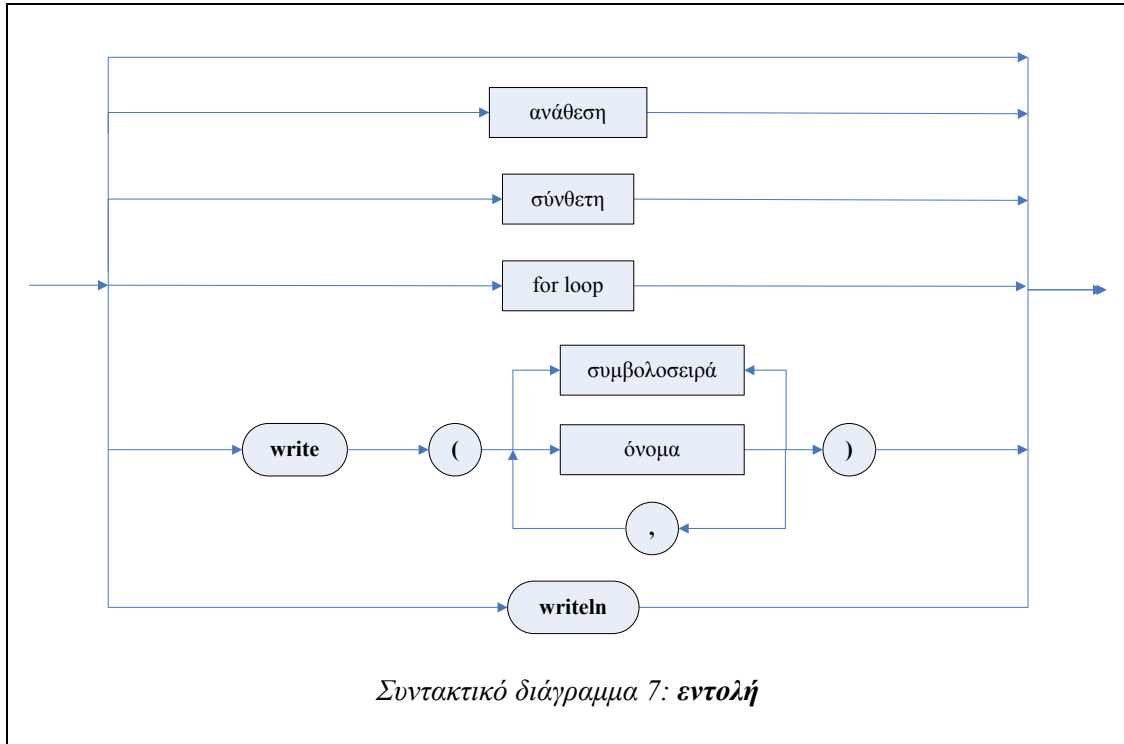 ανάθεση
σύνθετη
for loop
συμβολοσειρά
write ( όνομα )
,
writeln
Συντακτικό διάγραμμα 7: εντολή